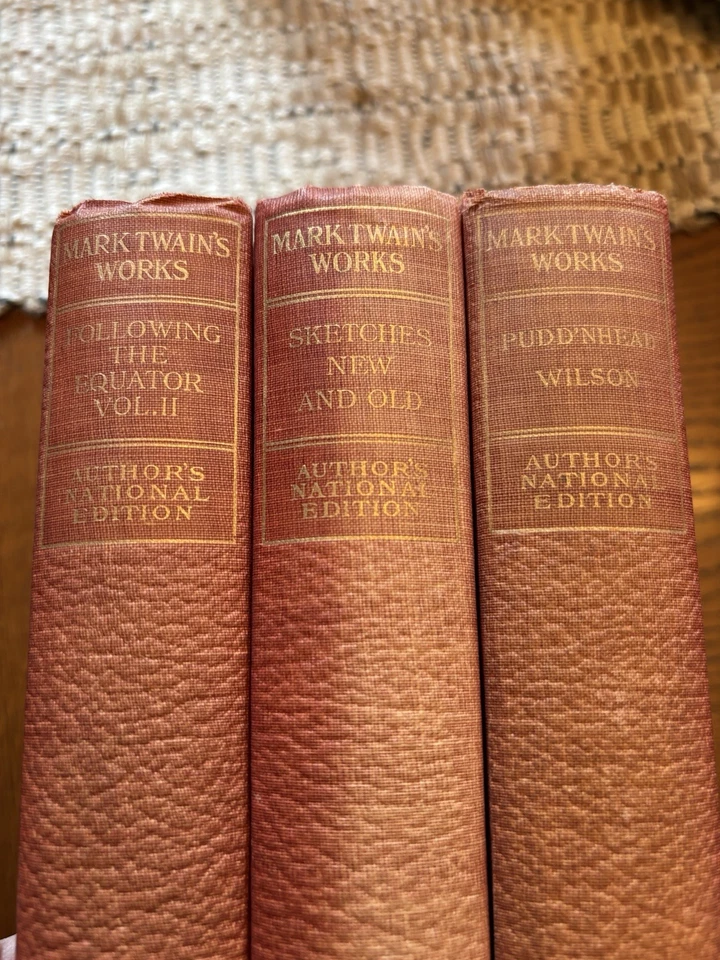 MARK TWAIN'S
WORKS
FOLLOWING
THE
EQUATOR
VOL. II
AUTHOR'S
NATIONAL
EDITION
MARK TWAIN'S
WORKS
SKETCHES
NEW
AND OLD
AUTHOR'S
NATIONAL
EDITION
MARK TWAIN'S
WORKS
PUDD'NHEAD
WILSON
AUTHOR'S
NATIONAL
EDITION